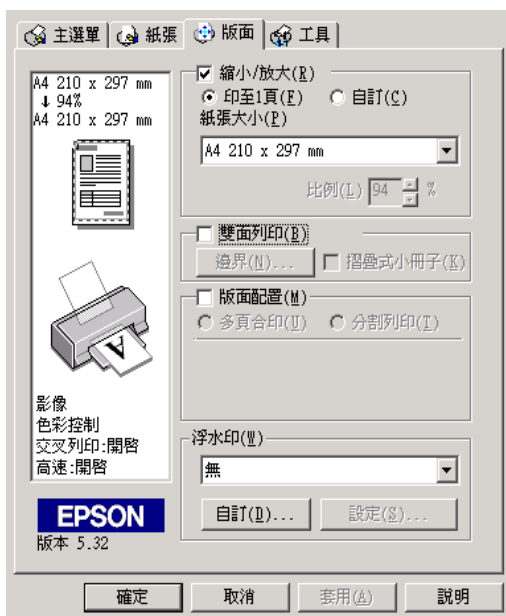 主選單 紙張 版面 工具
A4 210 x 297 mm
↓ 94%
A4 210 x 297 mm
A
影像
色彩控制
交叉列印:開啓
高速:開啓
EPSON
版本 5.32
縮小/放大(R)
印至1頁(F) 自訂(C)
紙張大小(P)
A4 210 x 297 mm
比例(L) 94 %
雙面列印(B)
邊界(N)... 摺疊式小冊子(K)
版面配置(M)
多頁合印(U) 分割列印(T)
浮水印(W)
無
自訂(D)... 設定(S)...
確定 取消 套用(A) 說明